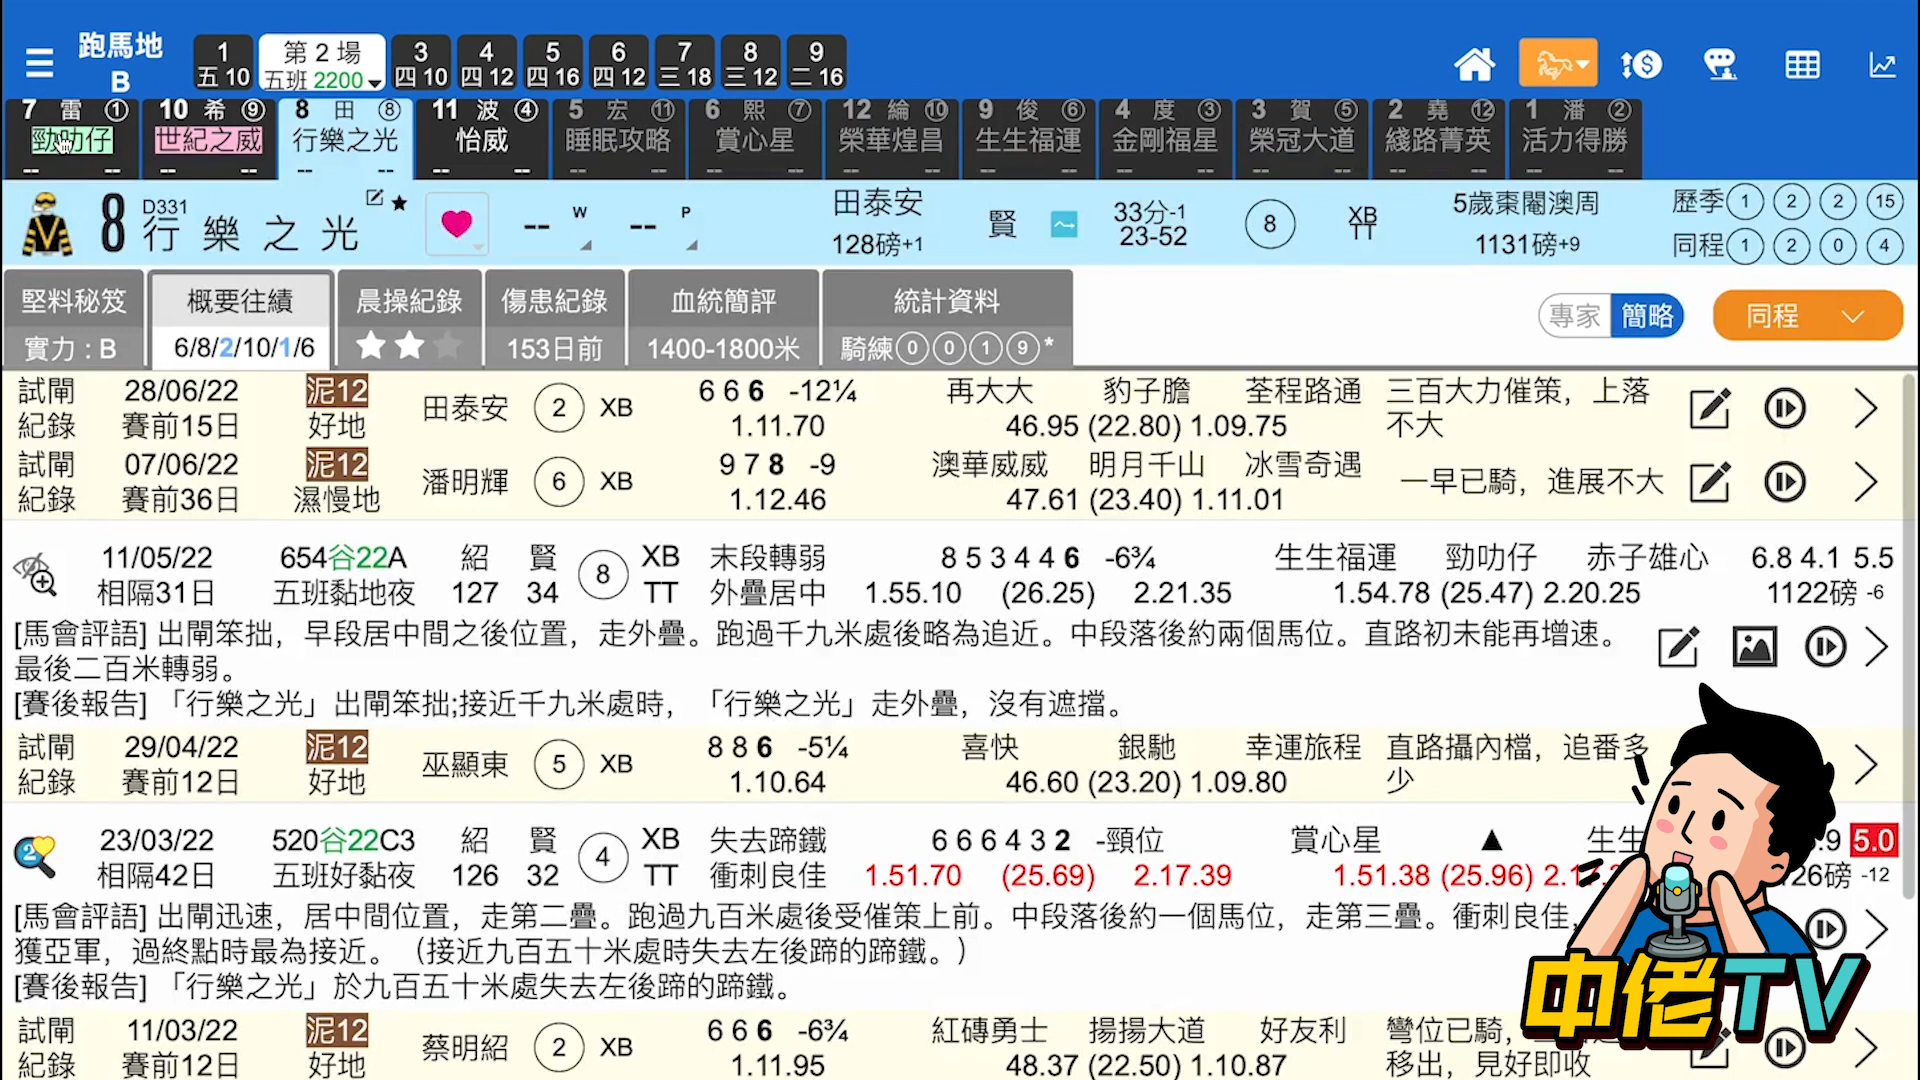 跑馬地
B
1
五 10
第 2 場
五班 2200
3
四 10
4
四 12
5
四 16
6
四 12
7
三 18
8
三 12
9
二 16
7 雷 ①
勁叻仔
-- --
10 希 ⑨
世紀之威
-- --
8 田 ⑧
行樂之光
-- --
11 波 ④
怡威
-- --
5 宏 ⑪
睡眠攻略
-- --
6 熙 ⑦
賞心星
-- --
12 綸 ⑩
榮華煌昌
-- --
9 俊 ⑥
生生福運
-- --
4 度 ③
金剛福星
-- --
3 賀 ⑤
榮冠大道
-- --
2 堯 ⑫
綫路菁英
-- --
1 潘 ②
活力得勝
-- --
8
D331
行樂之光
-- W
-- P
田泰安
128磅+1
賢
33分-1
23-52
8
XB
TT
5歲棗閹澳周
1131磅+9
歷季 1 2 2 15
同程 1 2 0 4
堅料秘笈
實力 : B
概要往績
6/8/2/10/1/6
晨操紀錄
傷患紀錄
153日前
血統簡評
1400-1800米
統計資料
騎練 0 0 1 9 *
專家 簡略
同程
試閘 28/06/22 泥12 田泰安 2 XB 6 6 6 -12¼ 再大大 豹子膽 荃程路通 三百大力催策，上落
紀錄 賽前15日 好地 1.11.70 46.95 (22.80) 1.09.75 不大
試閘 07/06/22 泥12 潘明輝 6 XB 9 7 8 -9 澳華威威 明月千山 冰雪奇遇 一早已騎，進展不大
紀錄 賽前36日 濕慢地 1.12.46 47.61 (23.40) 1.11.01
11/05/22 654谷22A 紹 賢 8 XB 末段轉弱 8 5 3 4 4 6 -6¾ 生生福運 勁叻仔 赤子雄心 6.8 4.1 5.5
相隔31日 五班黏地夜 127 34 TT 外疊居中 1.55.10 (26.25) 2.21.35 1.54.78 (25.47) 2.20.25 1122磅 -6
[馬會評語] 出閘笨拙，早段居中間之後位置，走外疊。跑過千九米處後略為追近。中段落後約兩個馬位。直路初未能再增速。
最後二百米轉弱。
[賽後報告] 「行樂之光」出閘笨拙;接近千九米處時，「行樂之光」走外疊，沒有遮擋。
試閘 29/04/22 泥12 巫顯東 5 XB 8 8 6 -5¼ 喜快 銀馳 幸運旅程 直路攝內檔，追番多
紀錄 賽前12日 好地 1.10.64 46.60 (23.20) 1.09.80 少
2
23/03/22 520谷22C3 紹 賢 4 XB 失去蹄鐵 6 6 6 4 3 2 -頸位 賞心星 ▲ 生生 .9 5.0
相隔42日 五班好黏夜 126 32 TT 衝刺良佳 1.51.70 (25.69) 2.17.39 1.51.38 (25.96) 26磅 -12
[馬會評語] 出閘迅速，居中間位置，走第二疊。跑過九百米處後受催策上前。中段落後約一個馬位，走第三疊。衝刺良佳，
獲亞軍，過終點時最為接近。（接近九百五十米處時失去左後蹄的蹄鐵。）
[賽後報告] 「行樂之光」於九百五十米處失去左後蹄的蹄鐵。
試閘 11/03/22 泥12 蔡明紹 2 XB 6 6 6 -6¾ 紅磚勇士 揚揚大道 好友利 彎位已騎，
紀錄 賽前12日 好地 1.11.95 48.37 (22.50) 1.10.87 移出，見好即收
中佬TV